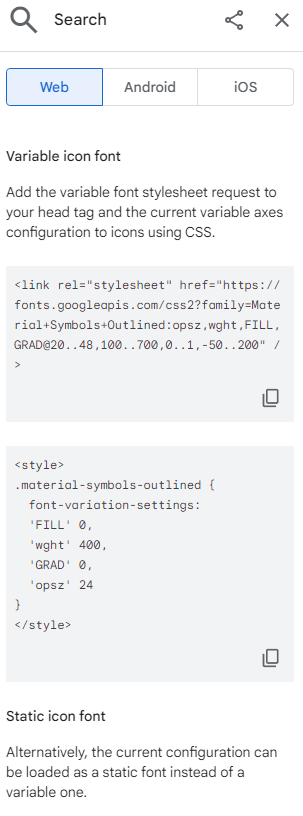 Search
Web
Android
iOS
Variable icon font
Add the variable font stylesheet request to
your head tag and the current variable axes
configuration to icons using CSS.
<link rel="stylesheet" href="https://
fonts.googleapis.com/css2?family=Mate
rial+Symbols+Outlined:opsz,wght,FILL,
GRAD@20..48,100..700,0..1,-50..200" /
>
<style>
.material-symbols-outlined {
  font-variation-settings:
  'FILL' 0,
  'wght' 400,
  'GRAD' 0,
  'opsz' 24
}
</style>
Static icon font
Alternatively, the current configuration can
be loaded as a static font instead of a
variable one.